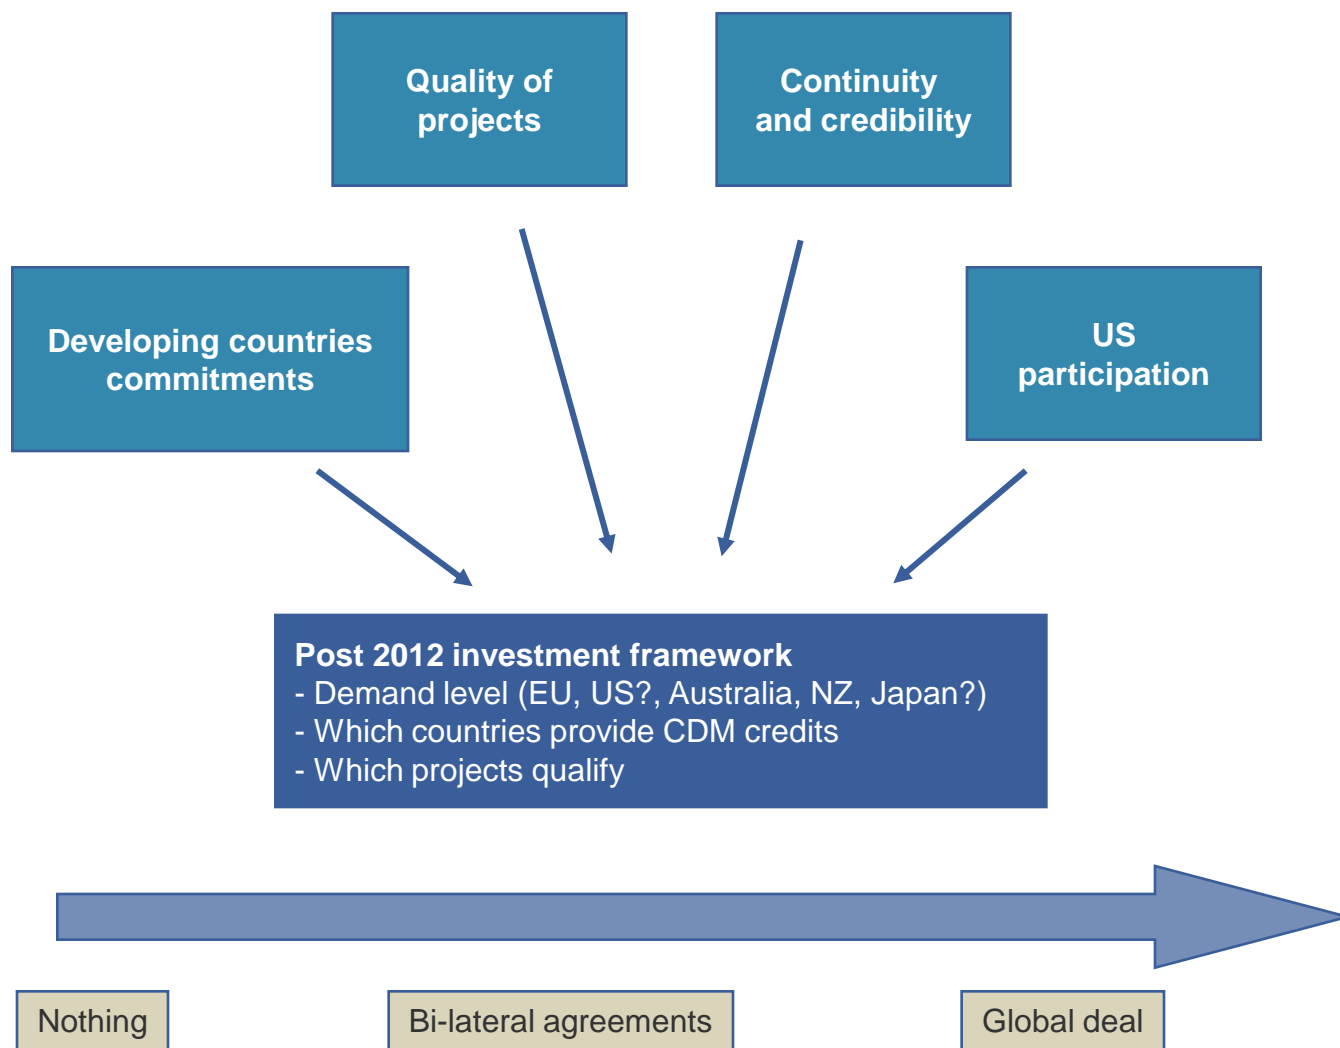 Quality of
projects
Continuity
and credibility
Developing countries
commitments
US
participation
Post 2012 investment framework
- Demand level (EU, US?, Australia, NZ, Japan?)
- Which countries provide CDM credits
- Which projects qualify
Nothing
Bi-lateral agreements
Global deal